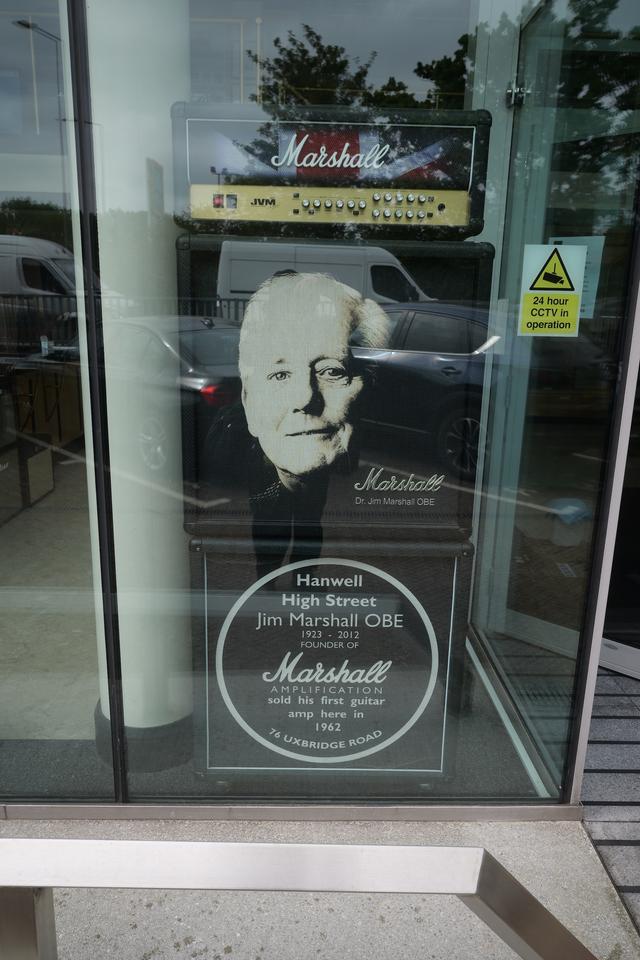 Marshall
JVM
24 hour
CCTV in
operation
Marshall
Dr. Jim Marshall OBE
Hanwell
High Street
Jim Marshall OBE
1923 - 2012
FOUNDER OF
Marshall
AMPLIFICATION
sold his first guitar
amp here in
1962
76 UXBRIDGE ROAD